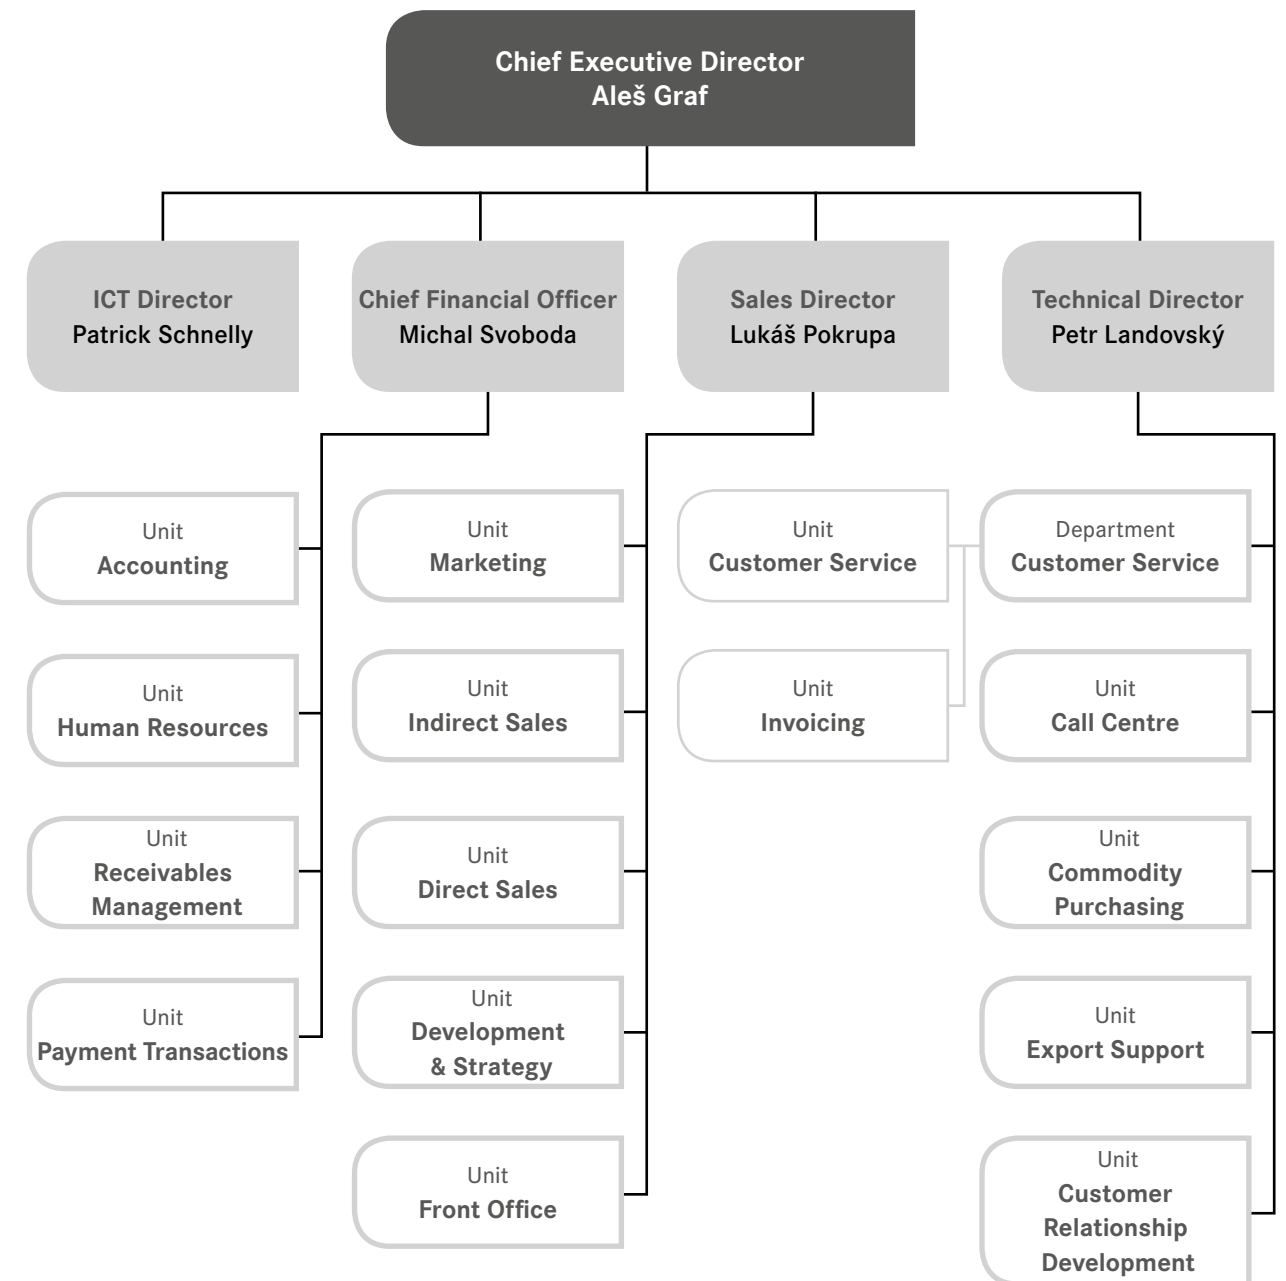 Chief Executive Director
Aleš Graf
ICT Director
Patrick Schnelly
Chief Financial Officer
Michal Svoboda
Sales Director
Lukáš Pokrupa
Technical Director
Petr Landovský
Unit
Accounting
Unit
Human Resources
Unit
Receivables
Management
Unit
Payment Transactions
Unit
Marketing
Unit
Indirect Sales
Unit
Direct Sales
Unit
Development
& Strategy
Unit
Front Office
Unit
Customer Service
Unit
Invoicing
Department
Customer Service
Unit
Call Centre
Unit
Commodity
Purchasing
Unit
Export Support
Unit
Customer
Relationship
Development